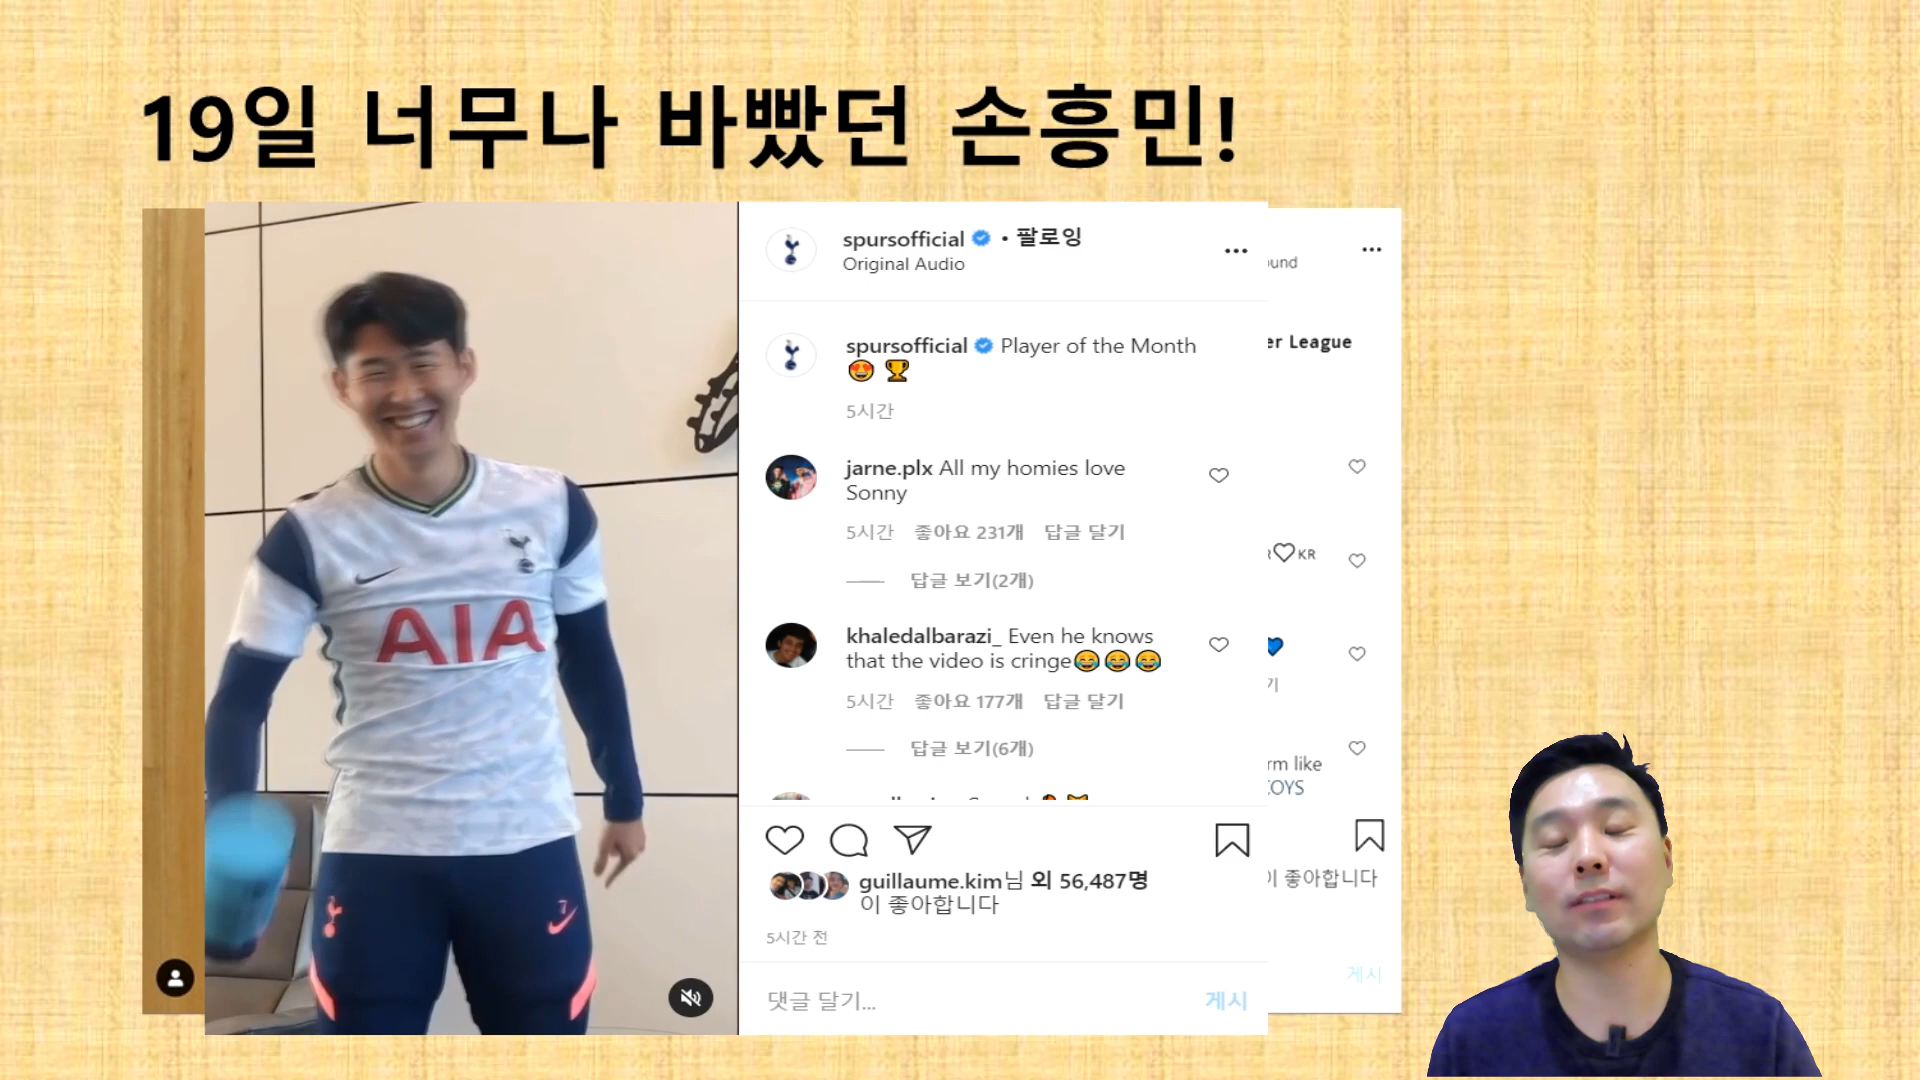 19일 너무나 바빴던 손흥민!
spursofficial • 팔로잉
Original Audio
spursofficial Player of the Month
😍 🏆
5시간
jarne.plx All my homies love
Sonny
5시간 좋아요 231개 답글 달기
답글 보기(2개)
khaledalbarazi_ Even he knows
that the video is cringe😂😂😂
5시간 좋아요 177개 답글 달기
답글 보기(6개)
guillaume.kim님 외 56,487명
이 좋아합니다
5시간 전
댓글 달기... 게시
AIA
7
er League
KR
기
rm like
COYS
이 좋아합니다
게시